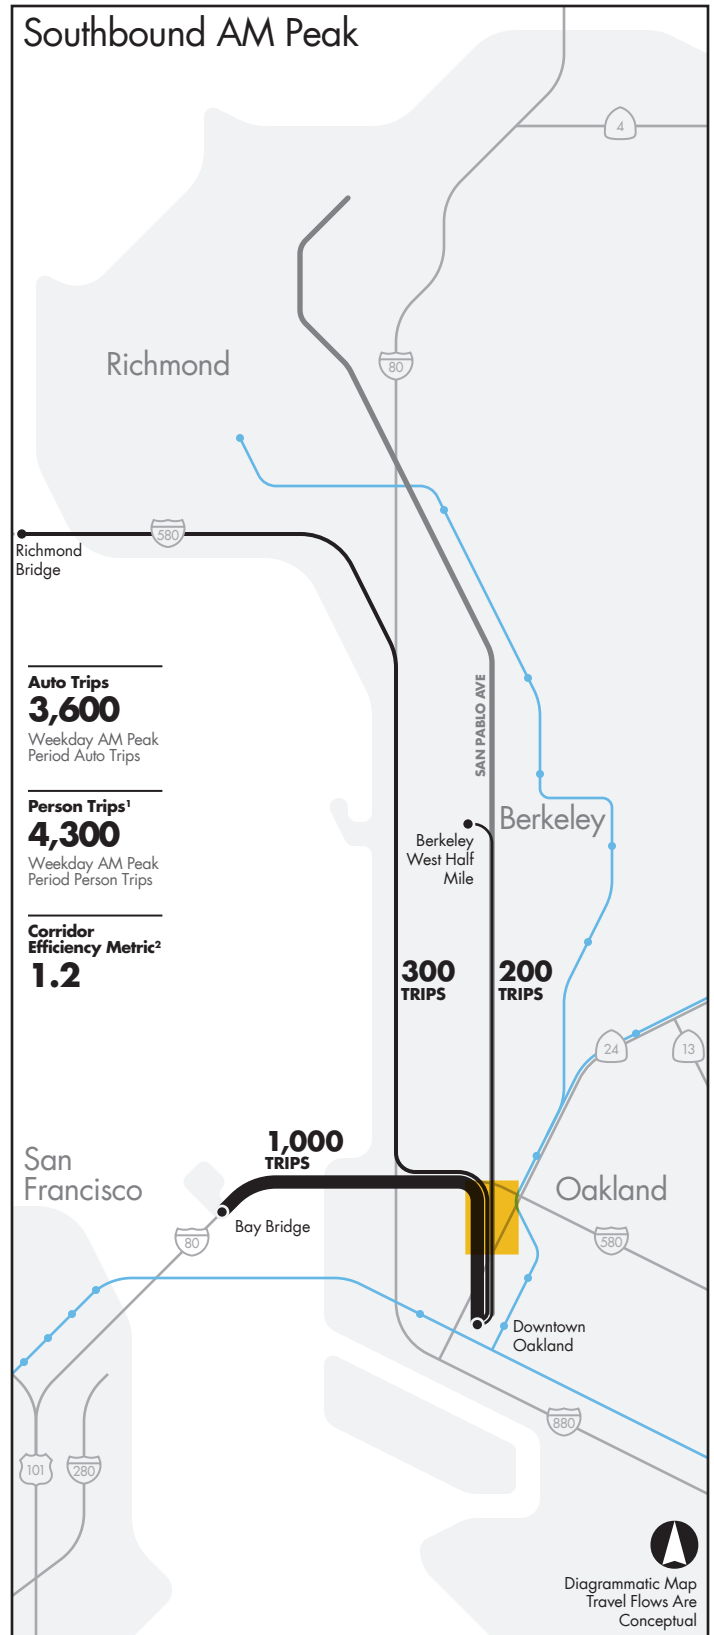 Southbound AM Peak
4
Richmond
80
580
Richmond
Bridge
Auto Trips
3,600
Weekday AM Peak
Period Auto Trips
SAN PABLO AVE
Person Trips¹
4,300
Weekday AM Peak
Period Person Trips
Berkeley
Berkeley
West Half
Mile
Corridor
Efficiency Metric²
1.2
300
TRIPS
200
TRIPS
24
13
1,000
TRIPS
San
Francisco
Oakland
Bay Bridge
80
580
Downtown
Oakland
880
101
280
Diagrammatic Map
Travel Flows Are
Conceptual